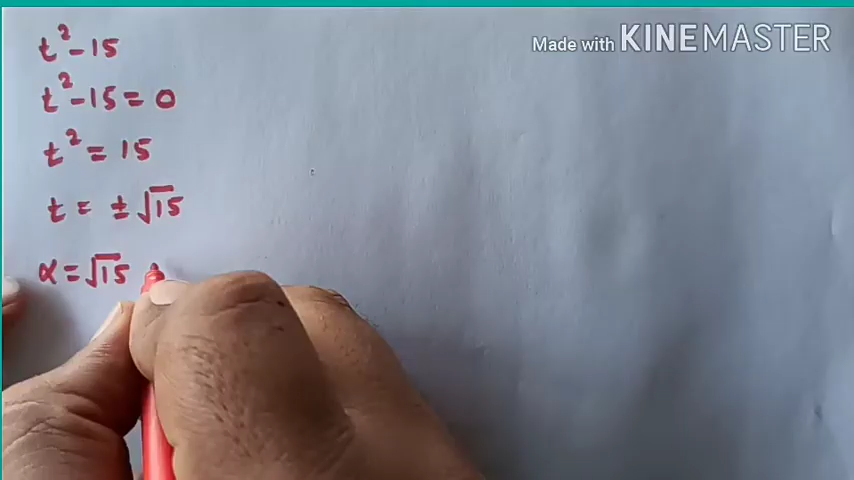 t² - 15
t² - 15 = 0
t² = 15
t = ± √15
α = √15
Made with KINEMASTER